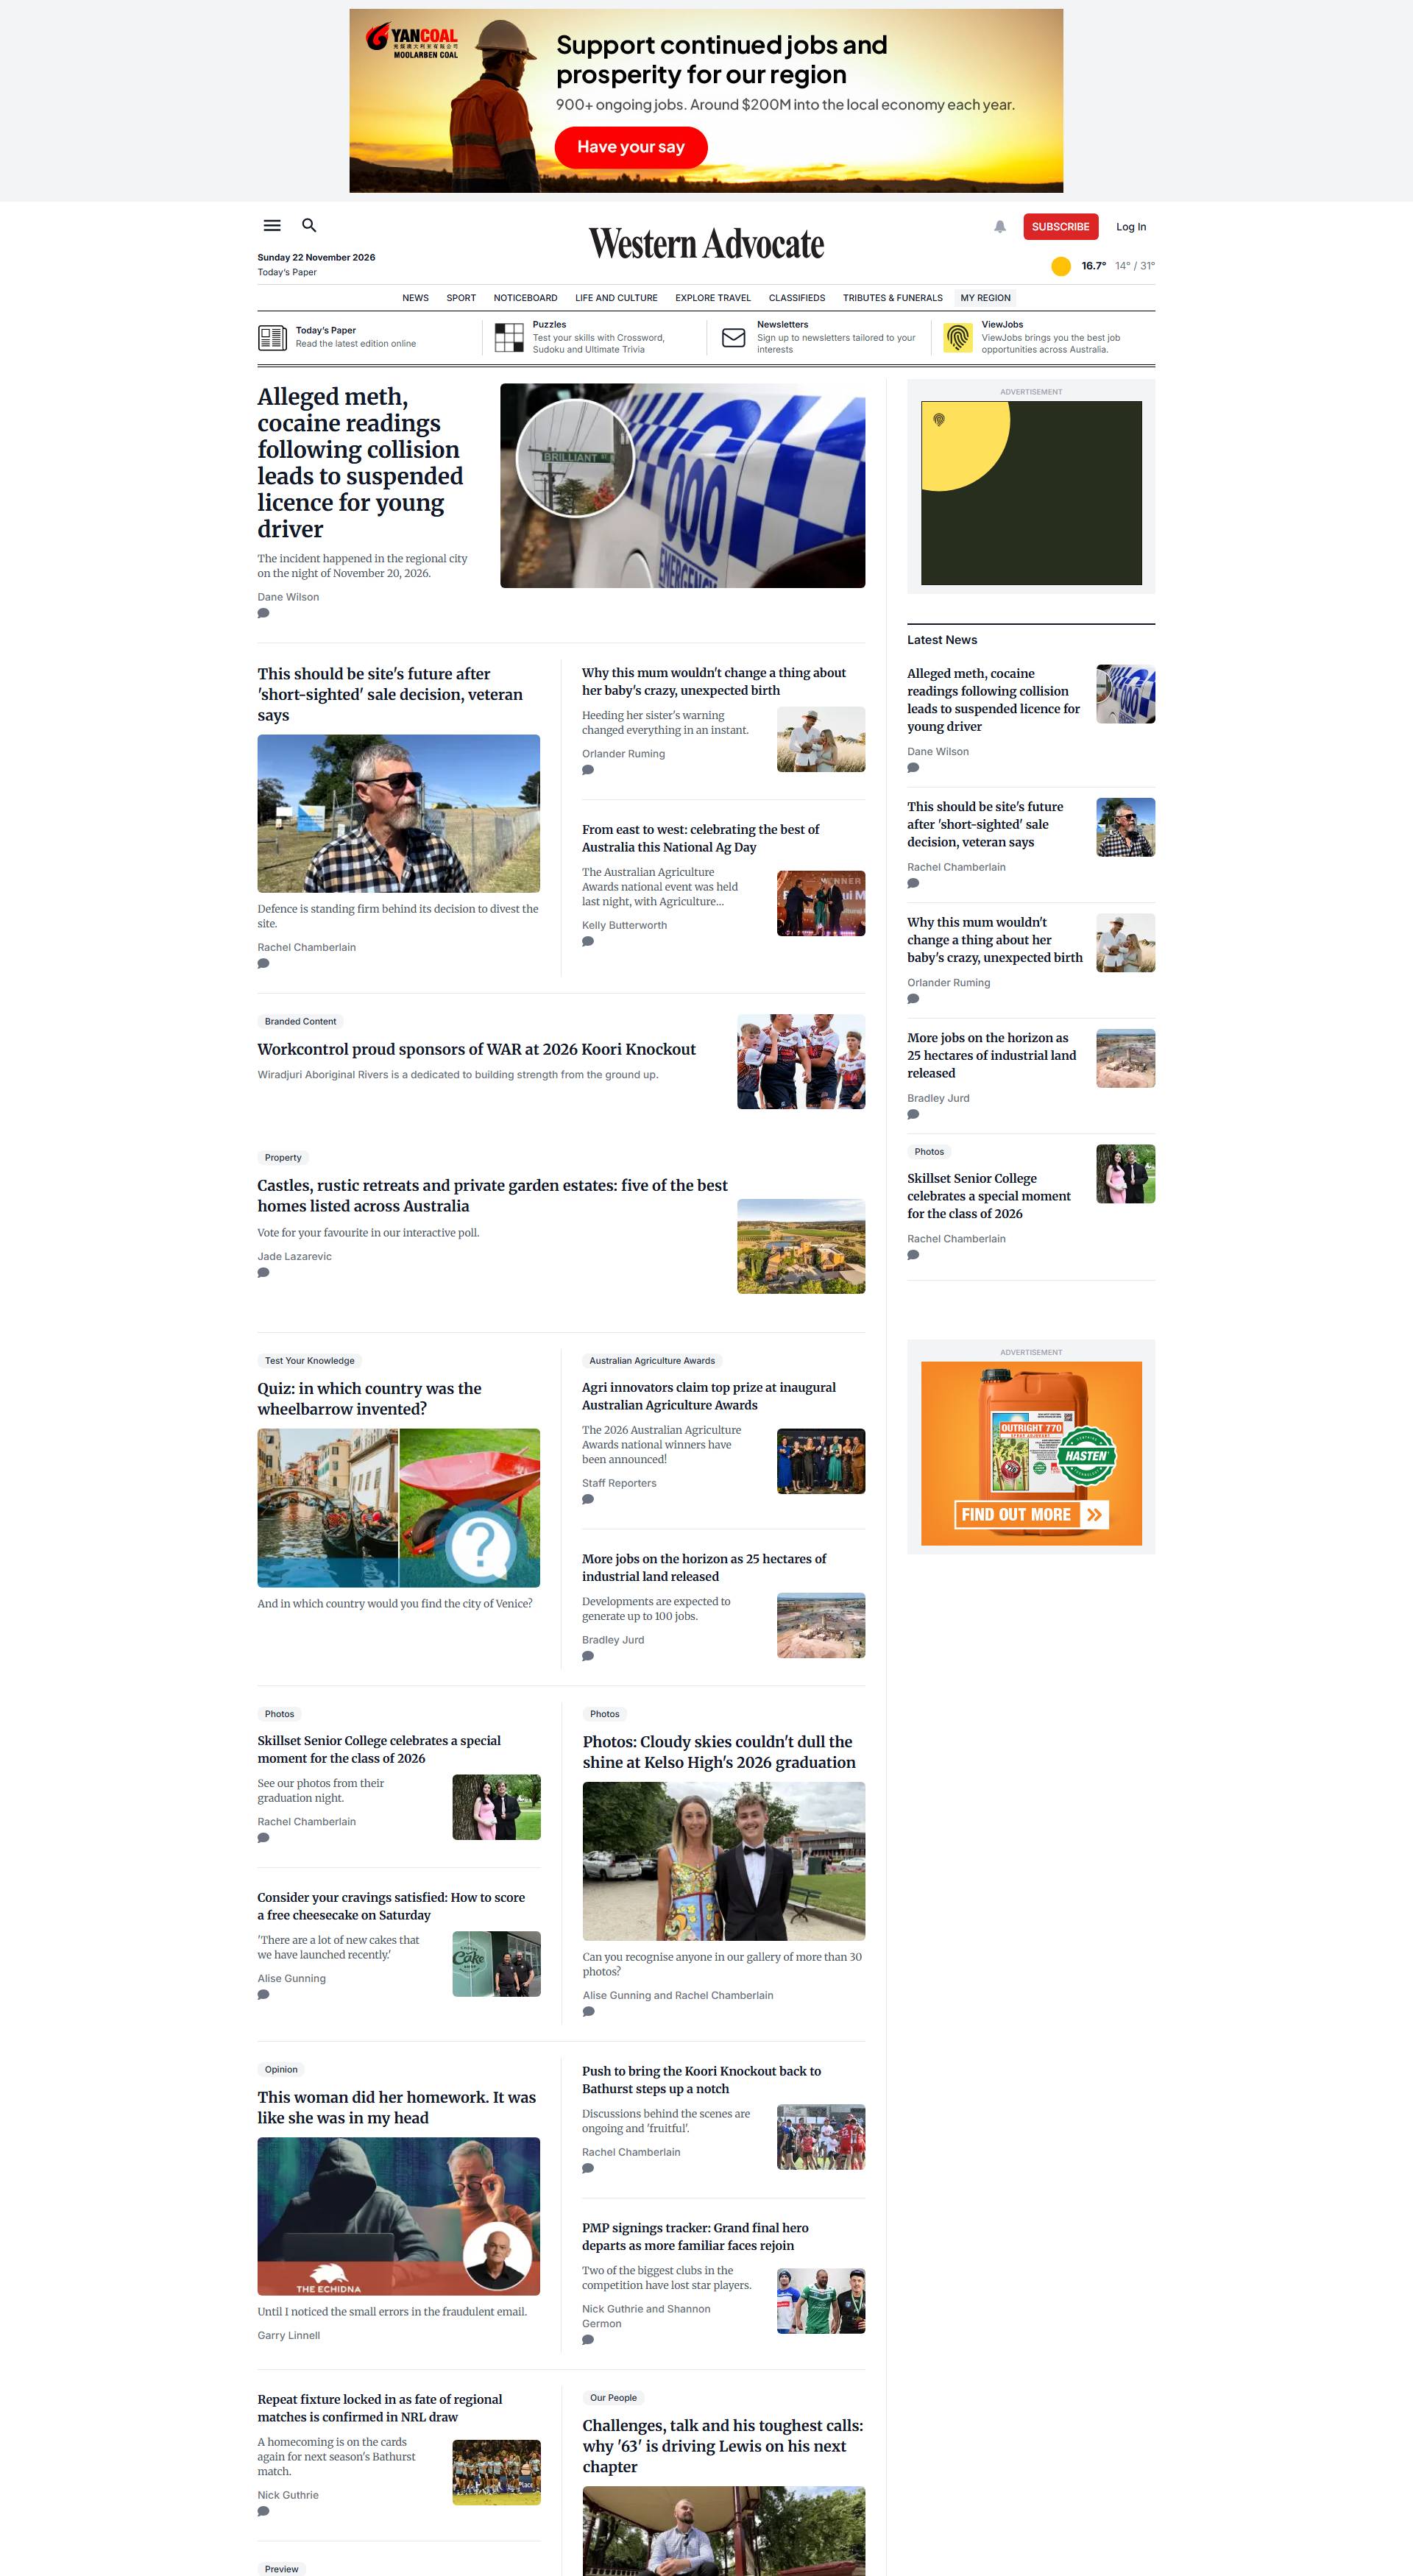 YANCOAL
MOOLARBEN COAL
Support continued jobs and
prosperity for our region
900+ ongoing jobs. Around $200M into the local economy each year.
Have your say
SUBSCRIBE
Log In
Western Advocate
Sunday 22 November 2026
Today's Paper
16.7° 14° / 31°
NEWS SPORT NOTICEBOARD LIFE AND CULTURE EXPLORE TRAVEL CLASSIFIEDS TRIBUTES & FUNERALS MY REGION
Today's Paper
Read the latest edition online
Puzzles
Test your skills with Crossword,
Sudoku and Ultimate Trivia
Newsletters
Sign up to newsletters tailored to your
interests
ViewJobs
ViewJobs brings you the best job
opportunities across Australia.
Alleged meth,
cocaine readings
following collision
leads to suspended
licence for young
driver
The incident happened in the regional city
on the night of November 20, 2026.
Dane Wilson
BRILLIANT ST
000
EMERGENCY
This should be site's future after
'short-sighted' sale decision, veteran
says
Defence is standing firm behind its decision to divest the
site.
Rachel Chamberlain
Why this mum wouldn't change a thing about
her baby's crazy, unexpected birth
Heeding her sister's warning
changed everything in an instant.
Orlander Ruming
From east to west: celebrating the best of
Australia this National Ag Day
The Australian Agriculture
Awards national event was held
last night, with Agriculture...
Kelly Butterworth
Branded Content
Workcontrol proud sponsors of WAR at 2026 Koori Knockout
Wiradjuri Aboriginal Rivers is a dedicated to building strength from the ground up.
Property
Castles, rustic retreats and private garden estates: five of the best
homes listed across Australia
Vote for your favourite in our interactive poll.
Jade Lazarevic
Test Your Knowledge
Quiz: in which country was the
wheelbarrow invented?
?
And in which country would you find the city of Venice?
Australian Agriculture Awards
Agri innovators claim top prize at inaugural
Australian Agriculture Awards
The 2026 Australian Agriculture
Awards national winners have
been announced!
Staff Reporters
More jobs on the horizon as 25 hectares of
industrial land released
Developments are expected to
generate up to 100 jobs.
Bradley Jurd
Photos
Skillset Senior College celebrates a special
moment for the class of 2026
See our photos from their
graduation night.
Rachel Chamberlain
Consider your cravings satisfied: How to score
a free cheesecake on Saturday
'There are a lot of new cakes that
we have launched recently.'
Alise Gunning
Cake
Photos
Photos: Cloudy skies couldn't dull the
shine at Kelso High's 2026 graduation
Can you recognise anyone in our gallery of more than 30
photos?
Alise Gunning and Rachel Chamberlain
Opinion
This woman did her homework. It was
like she was in my head
THE ECHIDNA
Until I noticed the small errors in the fraudulent email.
Garry Linnell
Push to bring the Koori Knockout back to
Bathurst steps up a notch
Discussions behind the scenes are
ongoing and 'fruitful'.
Rachel Chamberlain
PMP signings tracker: Grand final hero
departs as more familiar faces rejoin
Two of the biggest clubs in the
competition have lost star players.
Nick Guthrie and Shannon
Germon
Repeat fixture locked in as fate of regional
matches is confirmed in NRL draw
A homecoming is on the cards
again for next season's Bathurst
match.
Nick Guthrie
Preview
Our People
Challenges, talk and his toughest calls:
why '63' is driving Lewis on his next
chapter
ADVERTISEMENT
Latest News
Alleged meth, cocaine
readings following collision
leads to suspended licence for
young driver
Dane Wilson
This should be site's future
after 'short-sighted' sale
decision, veteran says
Rachel Chamberlain
Why this mum wouldn't
change a thing about her
baby's crazy, unexpected birth
Orlander Ruming
More jobs on the horizon as
25 hectares of industrial land
released
Bradley Jurd
Photos
Skillset Senior College
celebrates a special moment
for the class of 2026
Rachel Chamberlain
ADVERTISEMENT
OUTRIGHT 770
HASTEN
FIND OUT MORE